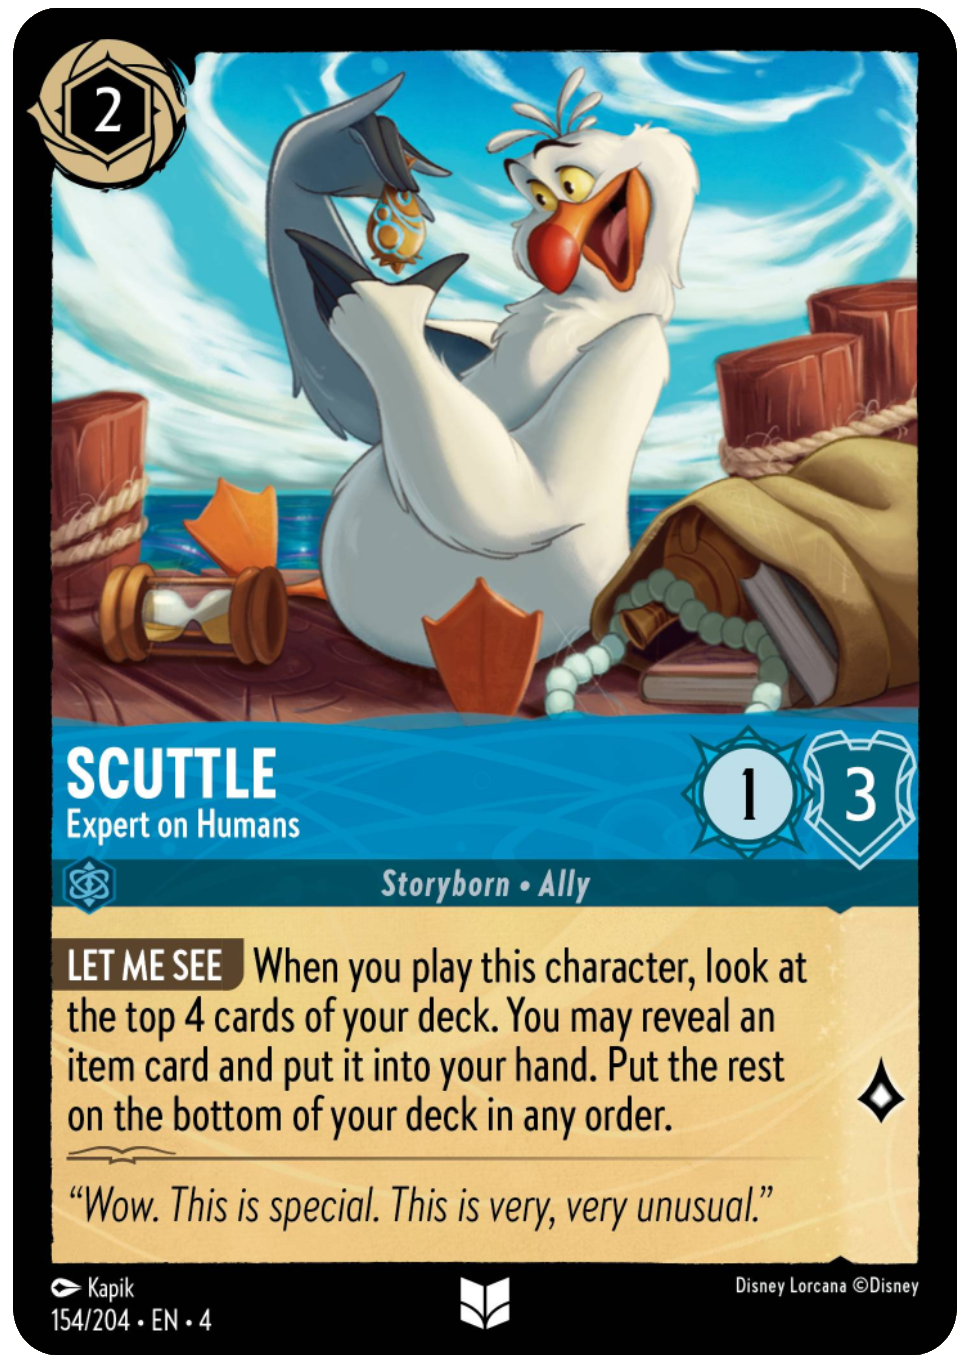 2
SCUTTLE
Expert on Humans
1
3
Storyborn • Ally
LET ME SEE When you play this character, look at
the top 4 cards of your deck. You may reveal an
item card and put it into your hand. Put the rest
on the bottom of your deck in any order.
“Wow. This is special. This is very, very unusual.”
Kapik
Disney Lorcana ©Disney
154/204 • EN • 4